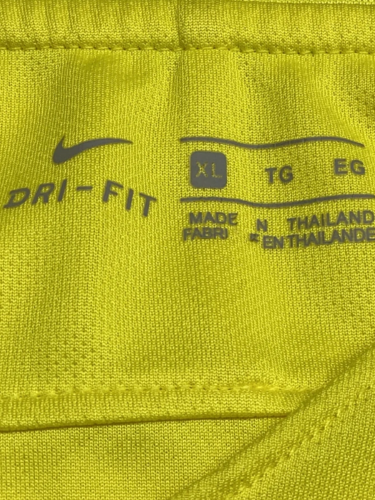 DRI-FIT
XL TG EG
MADE N THAILAND
EN THAILANDE